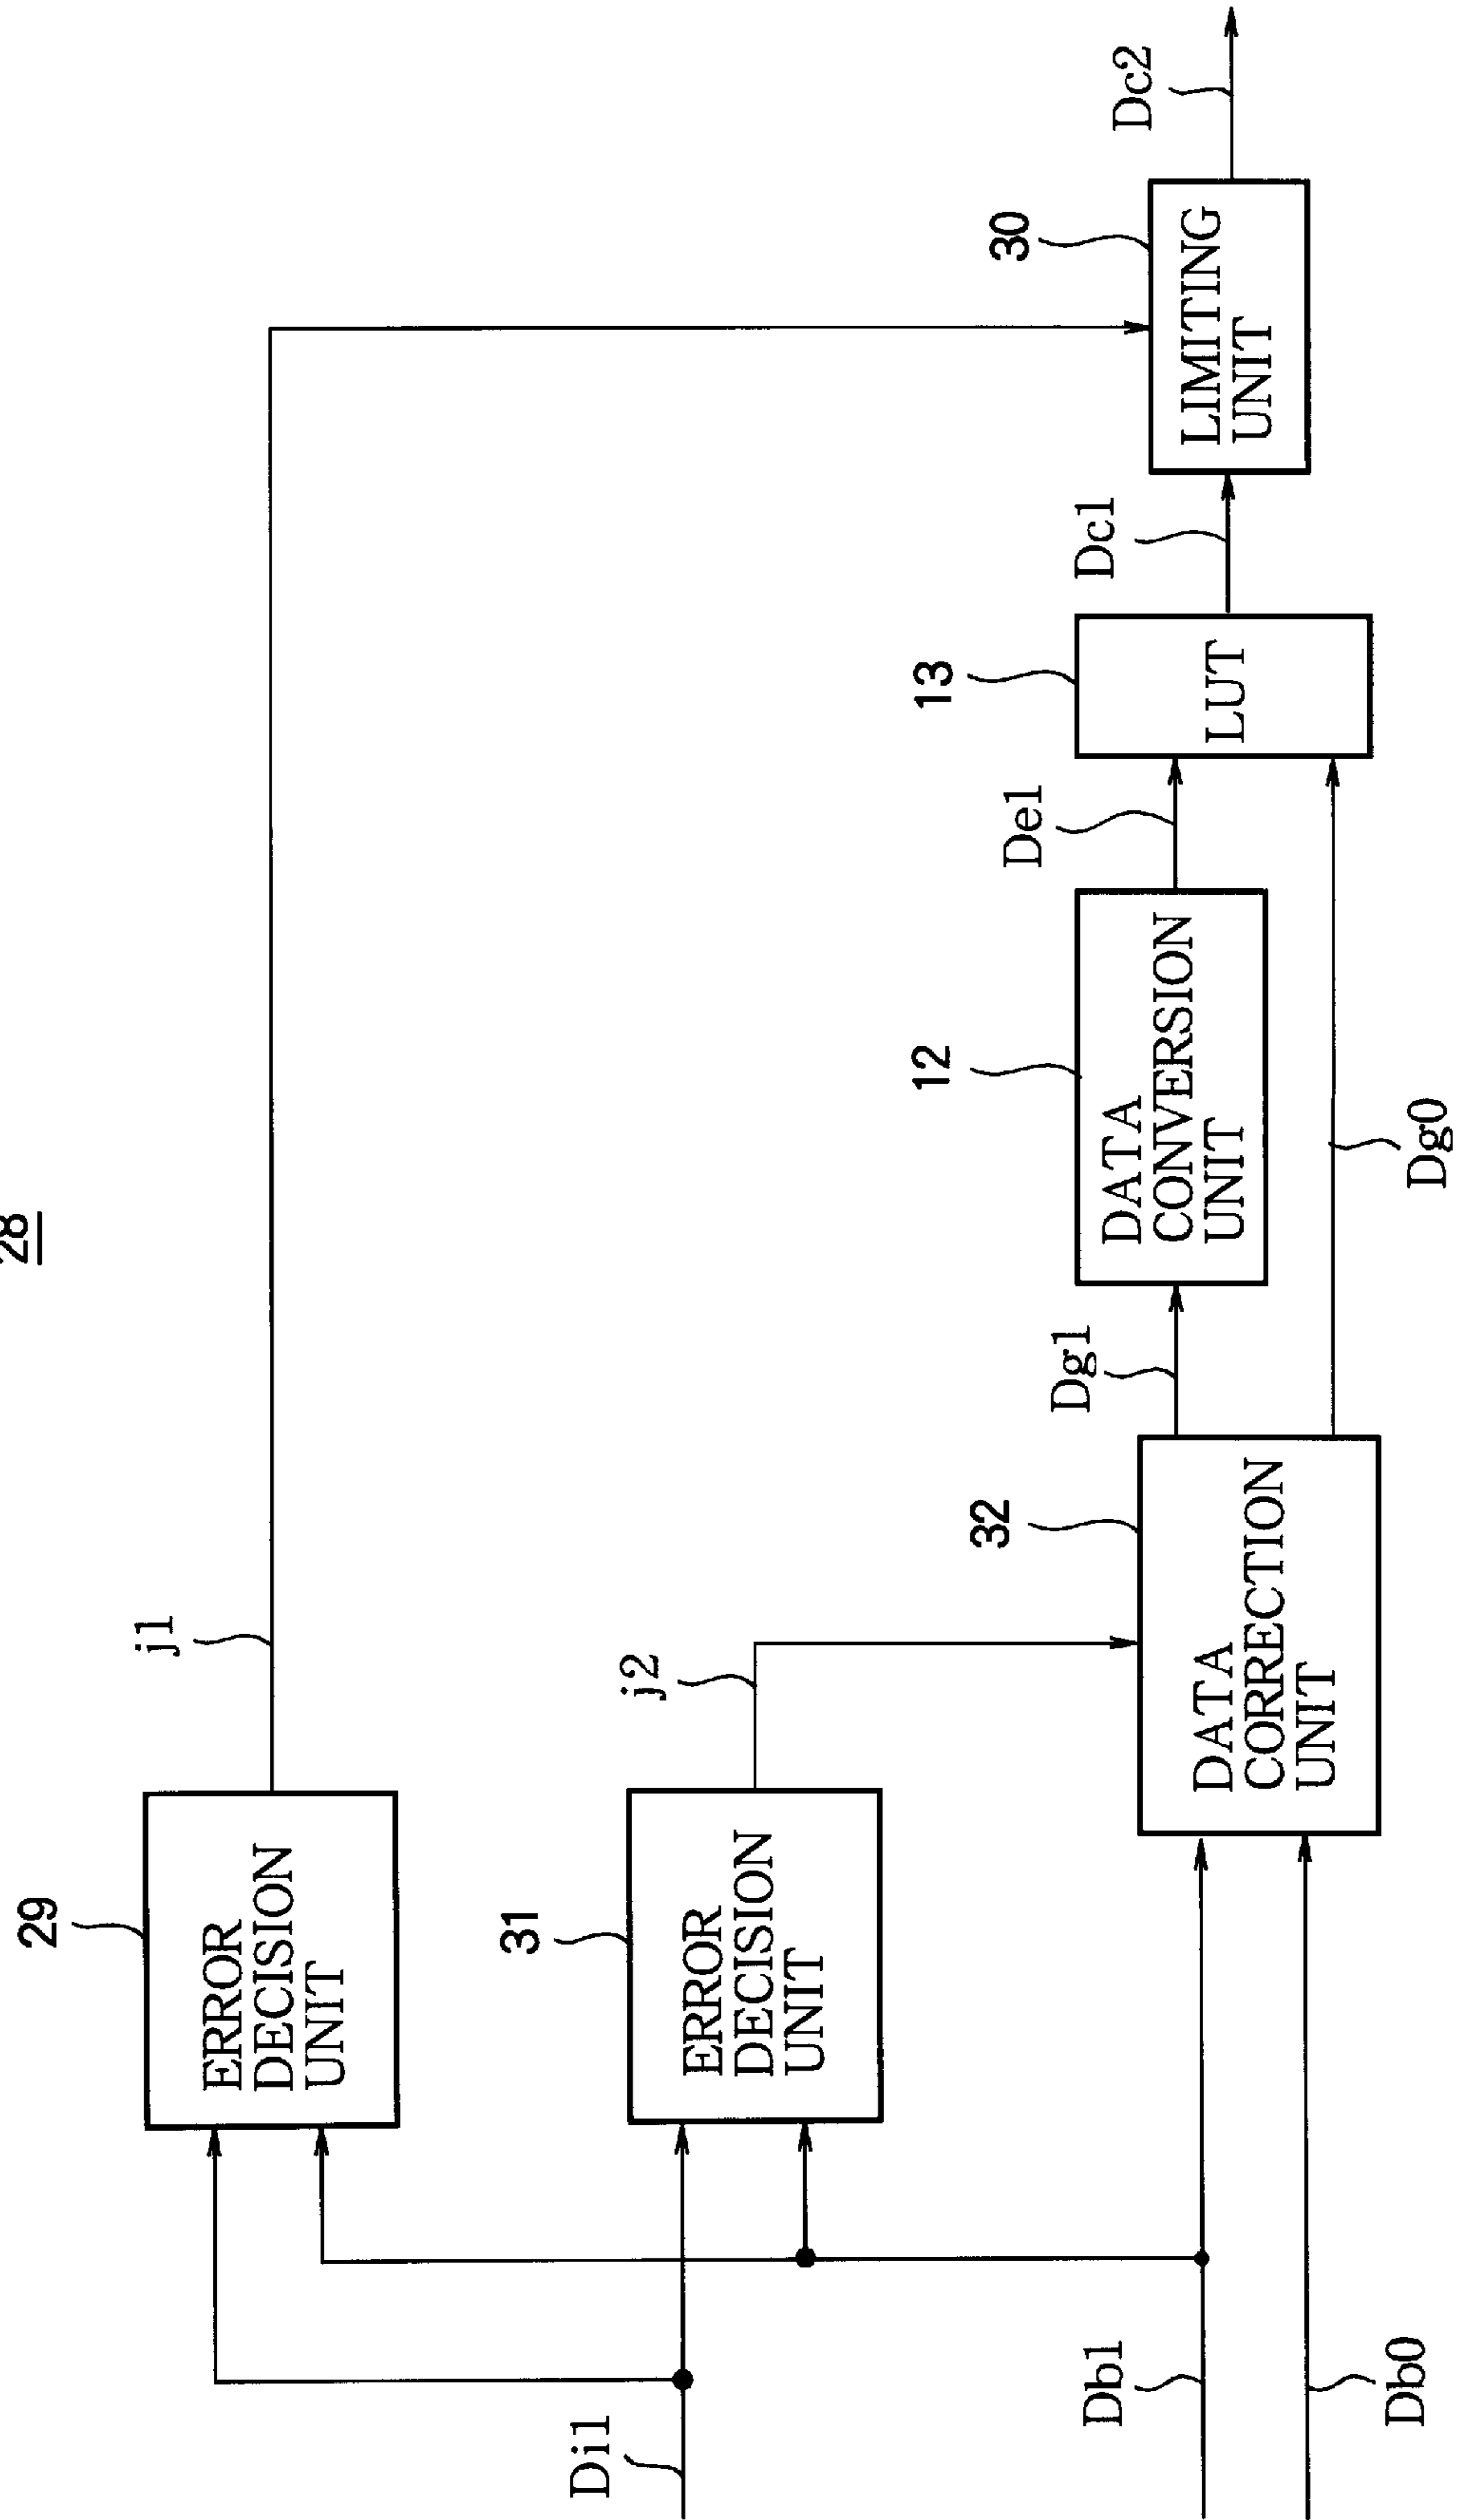 28
29
ERROR
DECISION
UNIT
j1
31
ERROR
DECISION
UNIT
j2
Di1
Db1
Db0
32
DATA
CORRECTION
UNIT
Dg1
Dg0
12
DATA
CONVERSION
UNIT
De1
13
LUT
Dc1
30
LIMITING
UNIT
Dc2